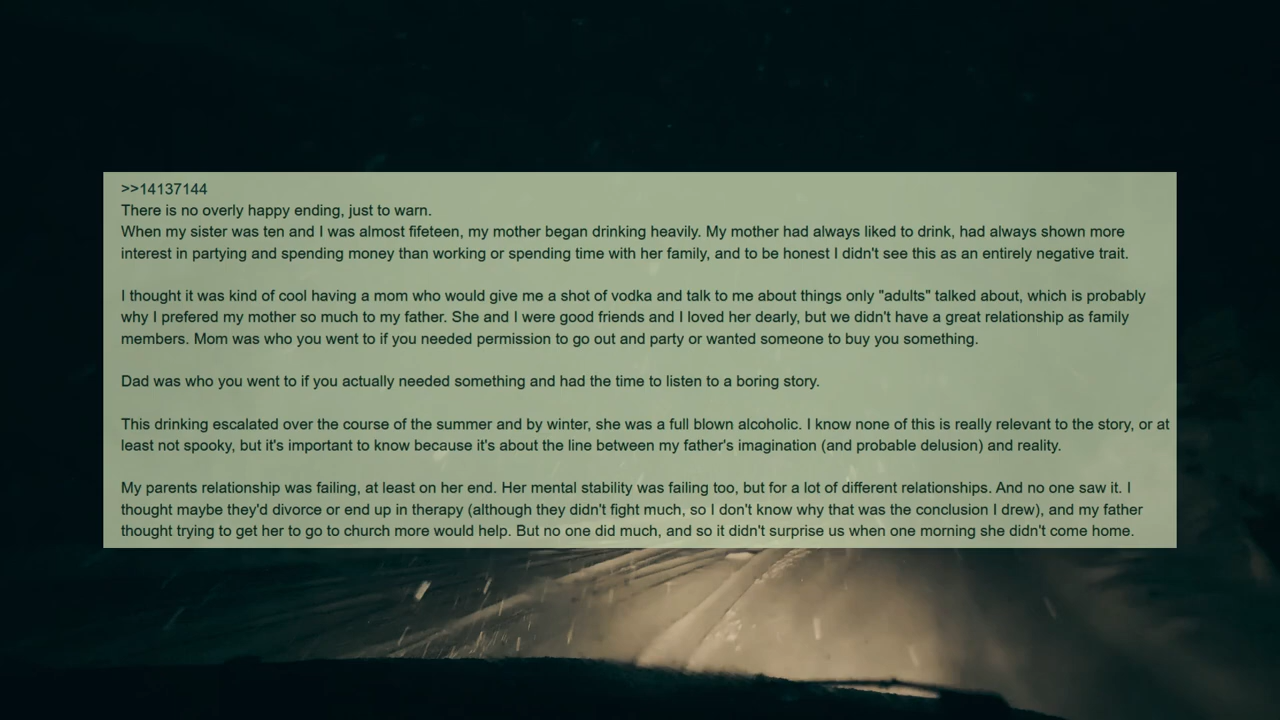 >>14137144
There is no overly happy ending, just to warn.
When my sister was ten and I was almost fifeteen, my mother began drinking heavily. My mother had always liked to drink, had always shown more
interest in partying and spending money than working or spending time with her family, and to be honest I didn't see this as an entirely negative trait.
I thought it was kind of cool having a mom who would give me a shot of vodka and talk to me about things only "adults" talked about, which is probably
why I prefered my mother so much to my father. She and I were good friends and I loved her dearly, but we didn't have a great relationship as family
members. Mom was who you went to if you needed permission to go out and party or wanted someone to buy you something.
Dad was who you went to if you actually needed something and had the time to listen to a boring story.
This drinking escalated over the course of the summer and by winter, she was a full blown alcoholic. I know none of this is really relevant to the story, or at
least not spooky, but it's important to know because it's about the line between my father's imagination (and probable delusion) and reality.
My parents relationship was failing, at least on her end. Her mental stability was failing too, but for a lot of different relationships. And no one saw it. I
thought maybe they'd divorce or end up in therapy (although they didn't fight much, so I don't know why that was the conclusion I drew), and my father
thought trying to get her to go to church more would help. But no one did much, and so it didn't surprise us when one morning she didn't come home.